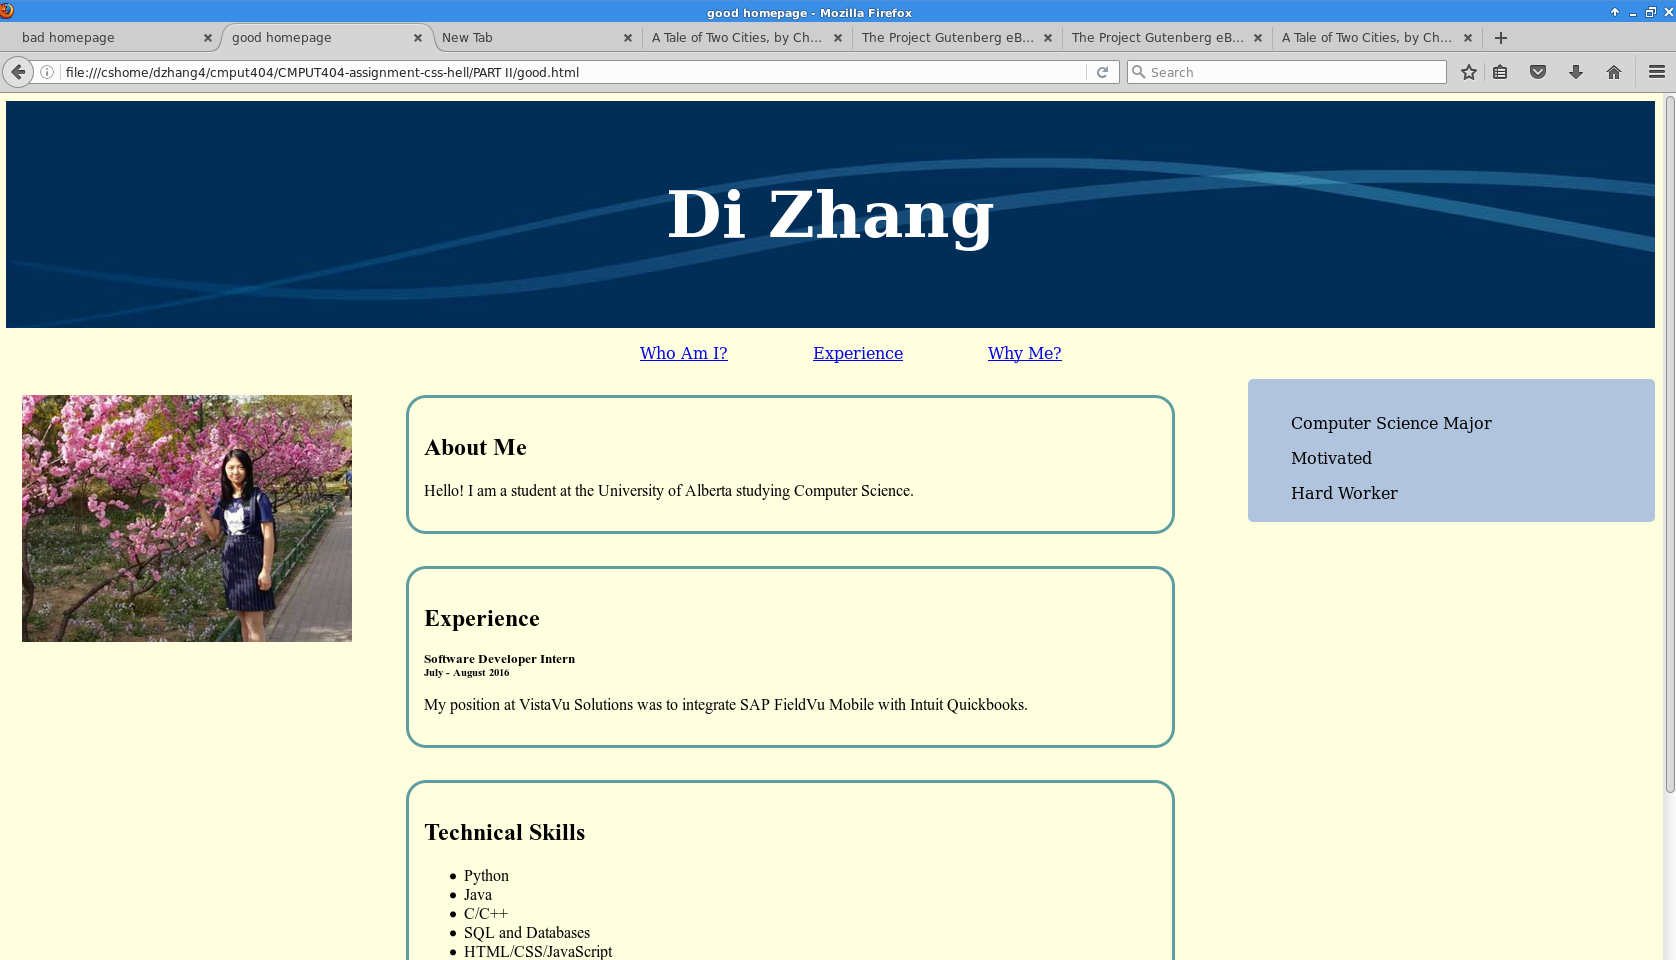 good homepage - Mozilla Firefox
bad homepage
good homepage
New Tab
A Tale of Two Cities, by Ch...
The Project Gutenberg eB...
The Project Gutenberg eB...
A Tale of Two Cities, by Ch...
file:///cshome/dzhang4/cmput404/CMPUT404-assignment-css-hell/PART II/good.html
Search
Di Zhang
Who Am I?
Experience
Why Me?
About Me
Hello! I am a student at the University of Alberta studying Computer Science.
Computer Science Major
Motivated
Hard Worker
Experience
Software Developer Intern
July - August 2016
My position at VistaVu Solutions was to integrate SAP FieldVu Mobile with Intuit Quickbooks.
Technical Skills
Python
Java
C/C++
SQL and Databases
HTML/CSS/JavaScript